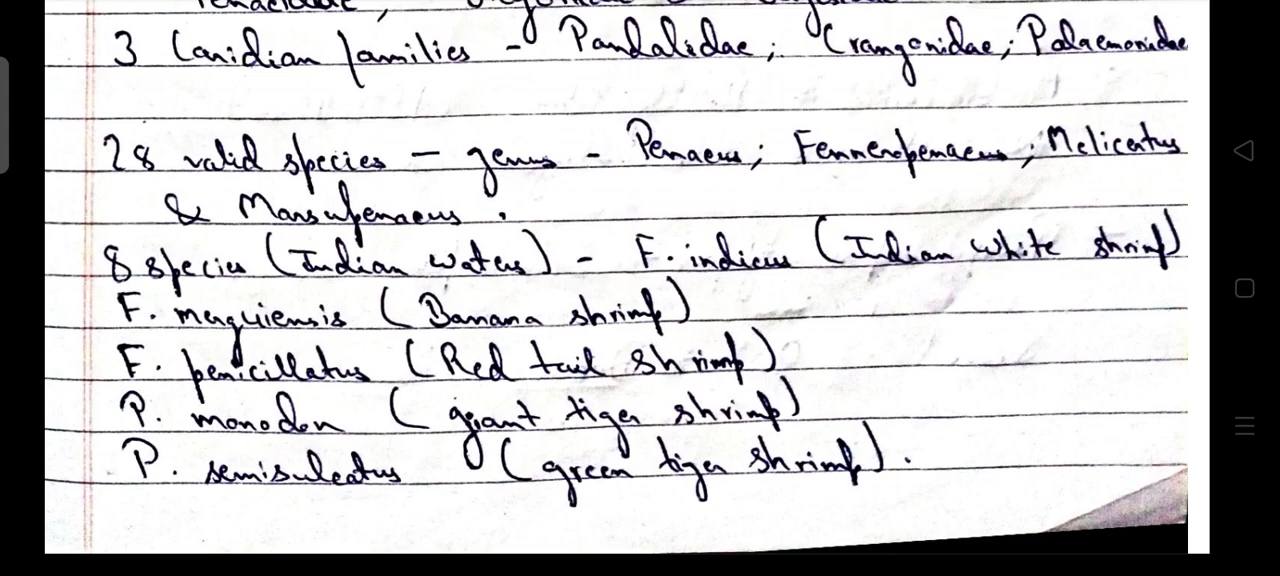 3 Caridian families - Pandalidae; Crangonidae; Palaemonidae
28 valid species - genus - Penaeus; Fenneropenaeus; Melicertus
& Marsupenaeus.
8 species (Indian waters) - F. indicus (Indian white shrimp)
F. merguiensis (Banana shrimp)
F. penicillatus (Red tail shrimp)
P. monodon (giant tiger shrimp)
P. semisulcatus (green tiger shrimp).